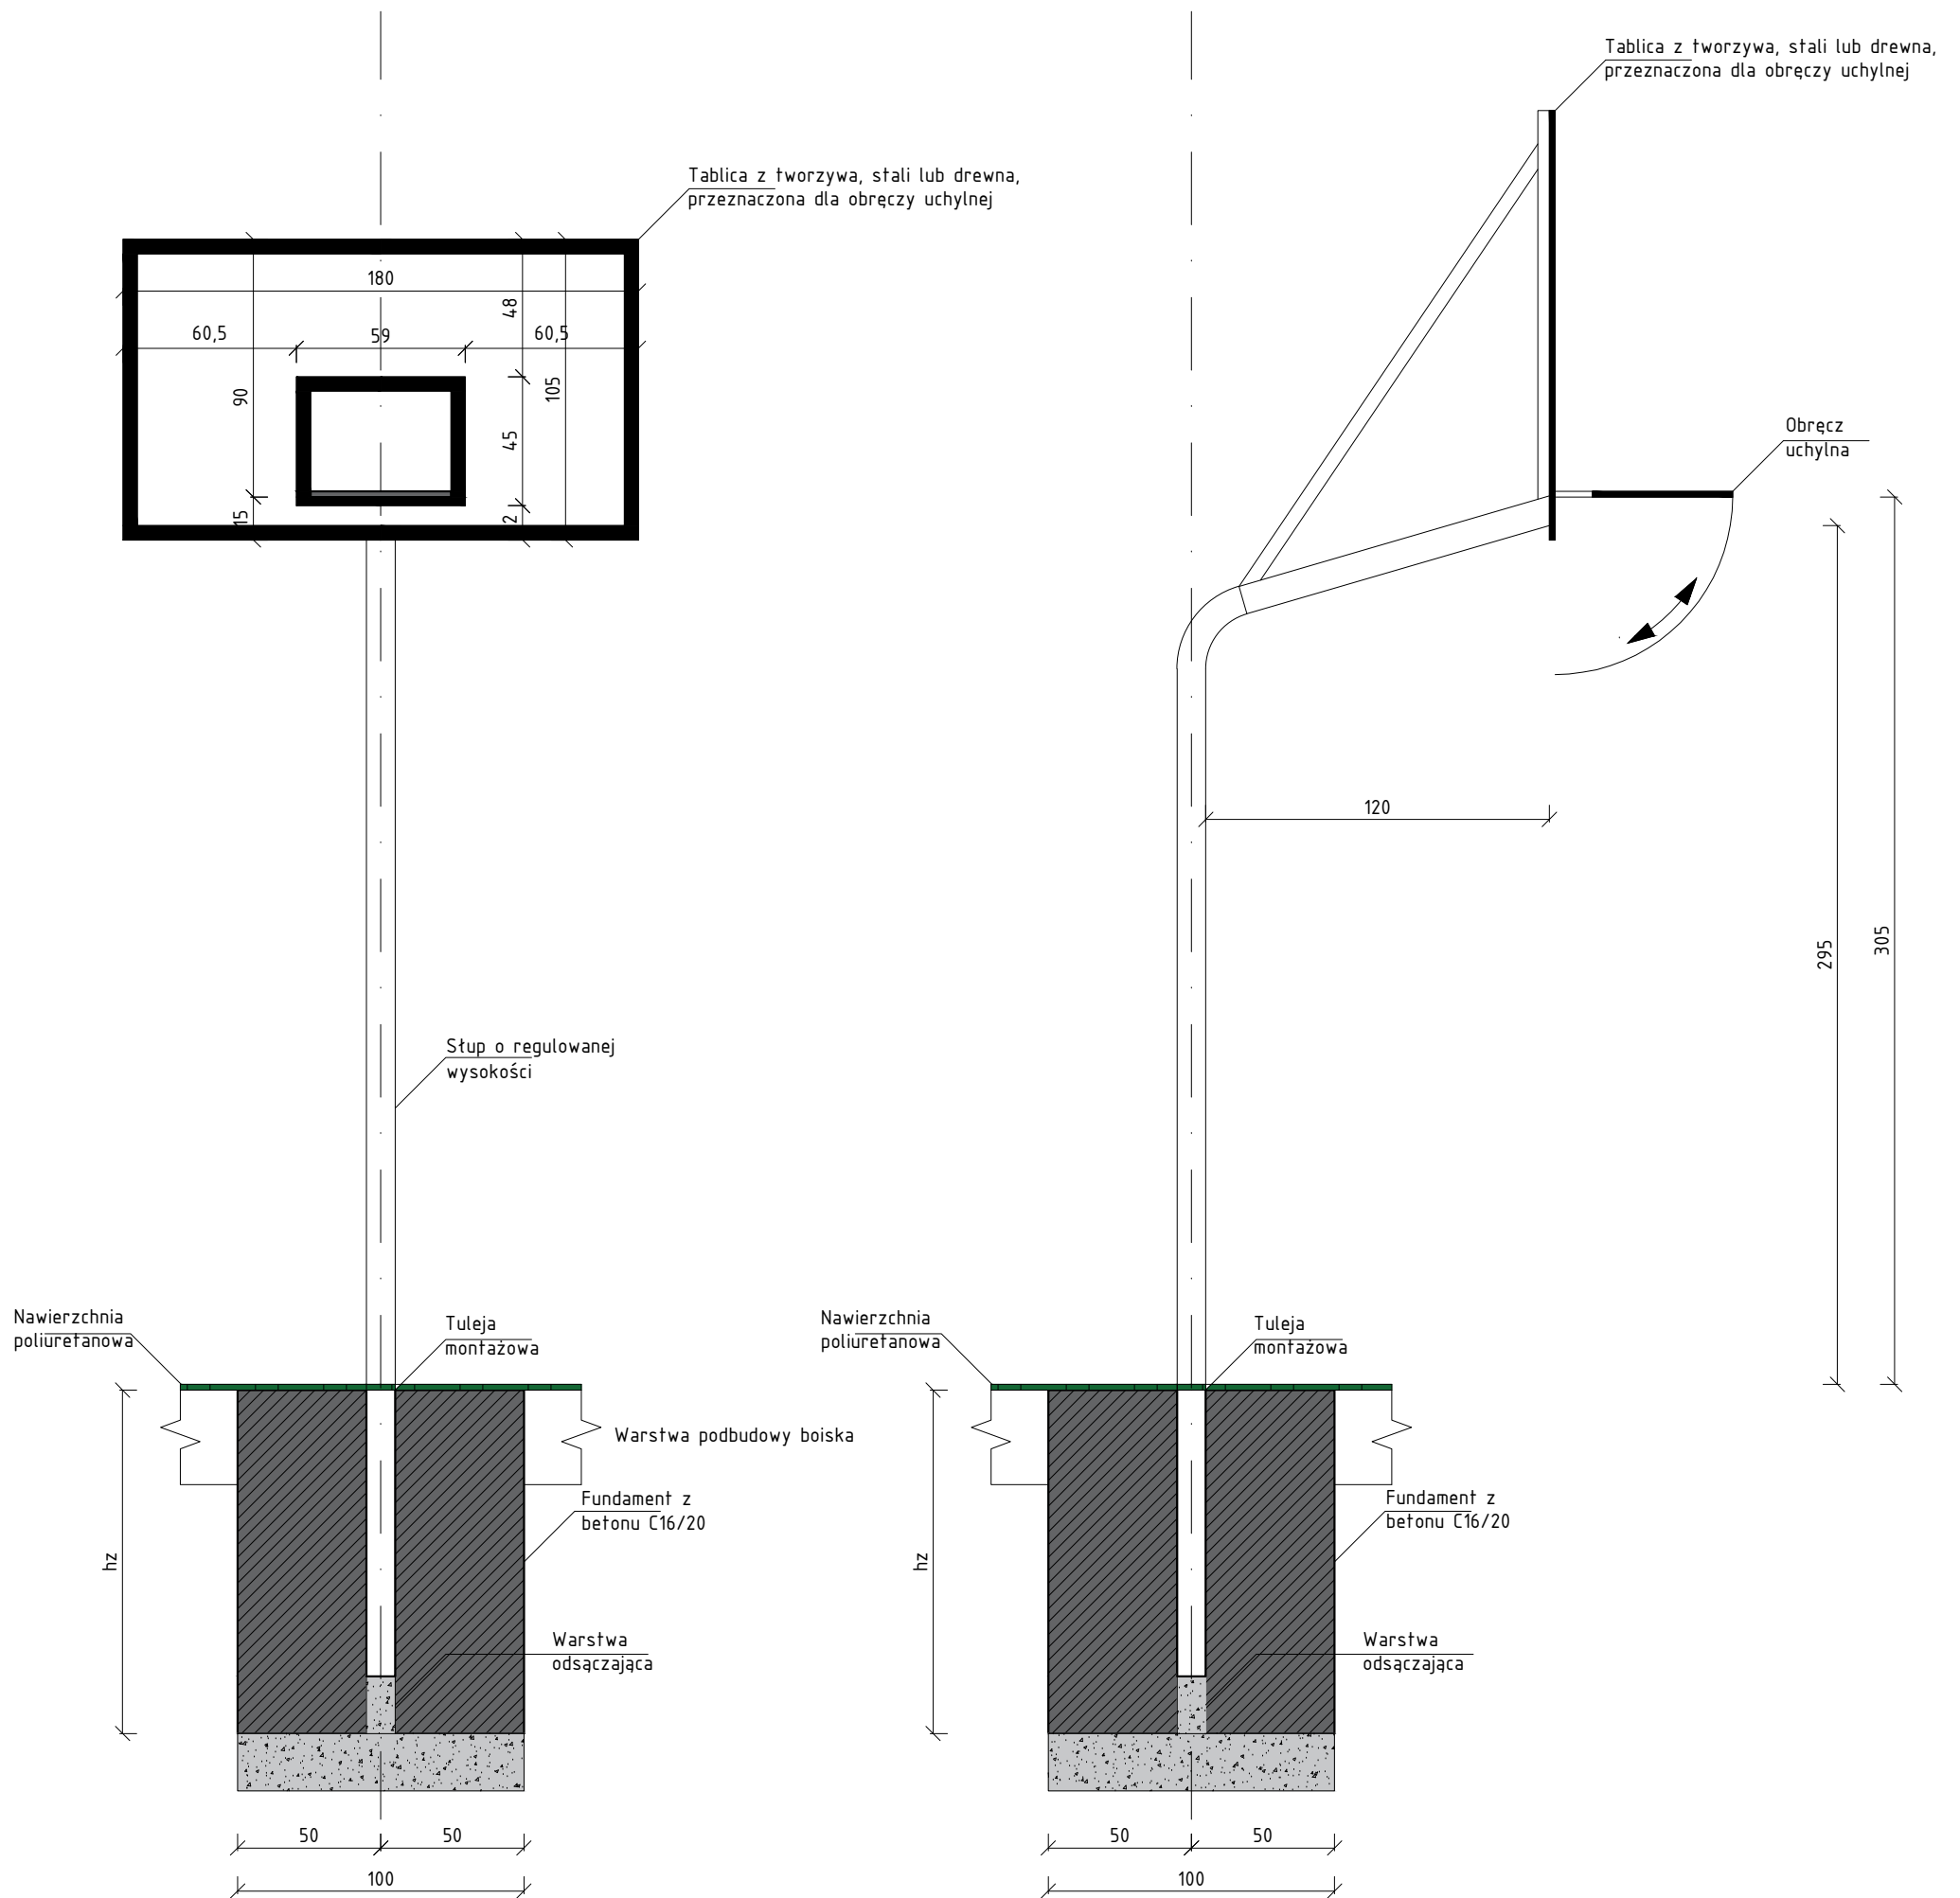 Tablica z tworzywa, stali lub drewna,
przeznaczona dla obręczy uchylnej
Tablica z tworzywa, stali lub drewna,
przeznaczona dla obręczy uchylnej
180
60,5
59
60,5
48
90
105
45
15
2
Obręcz
uchylna
120
295
305
Słup o regulowanej
wysokości
Nawierzchnia
poliuretanowa
Tuleja
montażowa
Nawierzchnia
poliuretanowa
Tuleja
montażowa
Warstwa podbudowy boiska
Fundament z
betonu C16/20
Fundament z
betonu C16/20
hz
hz
Warstwa
odsączająca
Warstwa
odsączająca
50
50
100
50
50
100